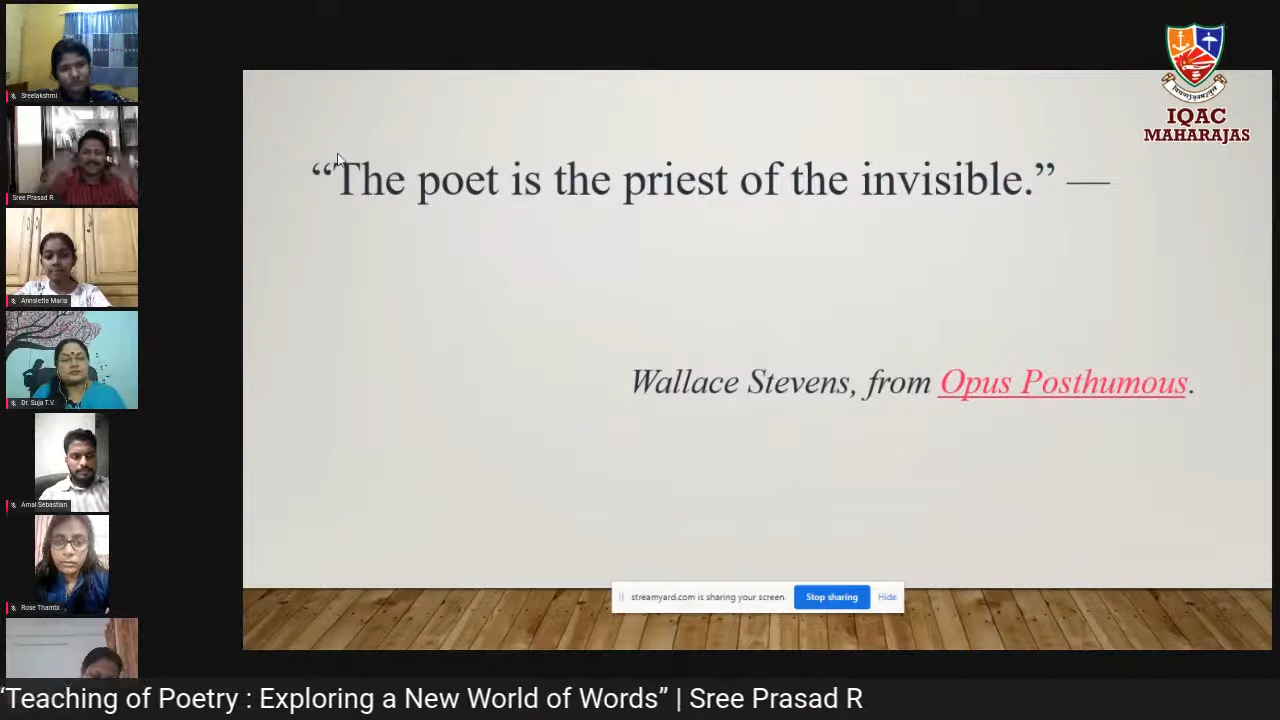 Sreelakshmi
Sree Prasad R.
Annslette Maria
Dr. Suja T.V.
Amal Sebastian
Rose Thambi
IQAC
MAHARAJAS
“The poet is the priest of the invisible.” —
Wallace Stevens, from Opus Posthumous.
streamyard.com is sharing your screen. Stop sharing Hide
“Teaching of Poetry : Exploring a New World of Words” | Sree Prasad R